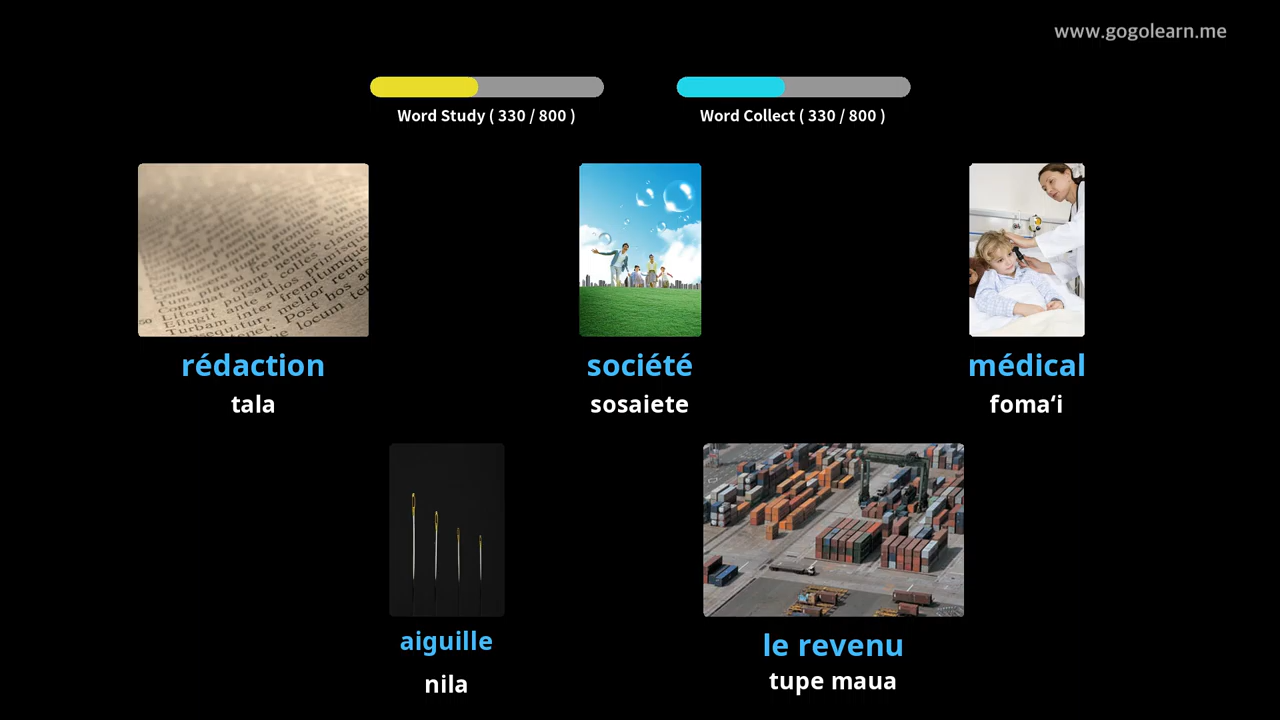 www.gogolearn.me
Word Study ( 330 / 800 )
Word Collect ( 330 / 800 )
rédaction
société
médical
tala
sosaiete
fomaʻi
aiguille
le revenu
nila
tupe maua